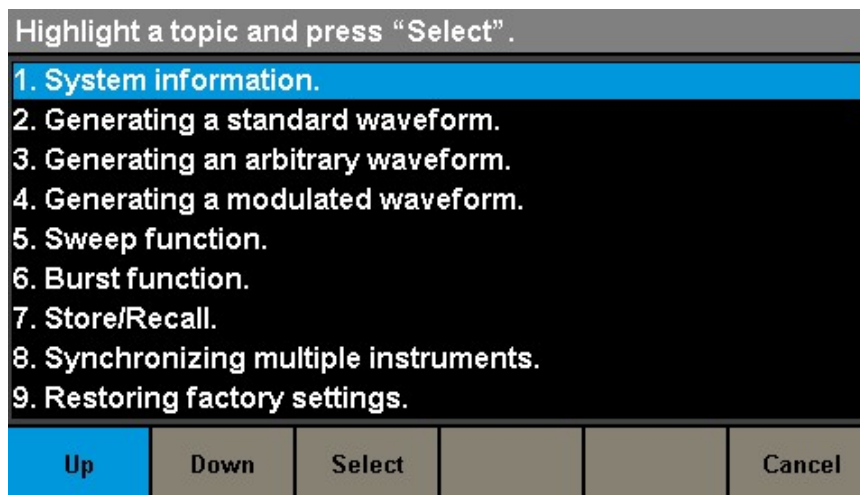 Highlight a topic and press “Select”.
1. System information.
2. Generating a standard waveform.
3. Generating an arbitrary waveform.
4. Generating a modulated waveform.
5. Sweep function.
6. Burst function.
7. Store/Recall.
8. Synchronizing multiple instruments.
9. Restoring factory settings.
Up Down Select Cancel